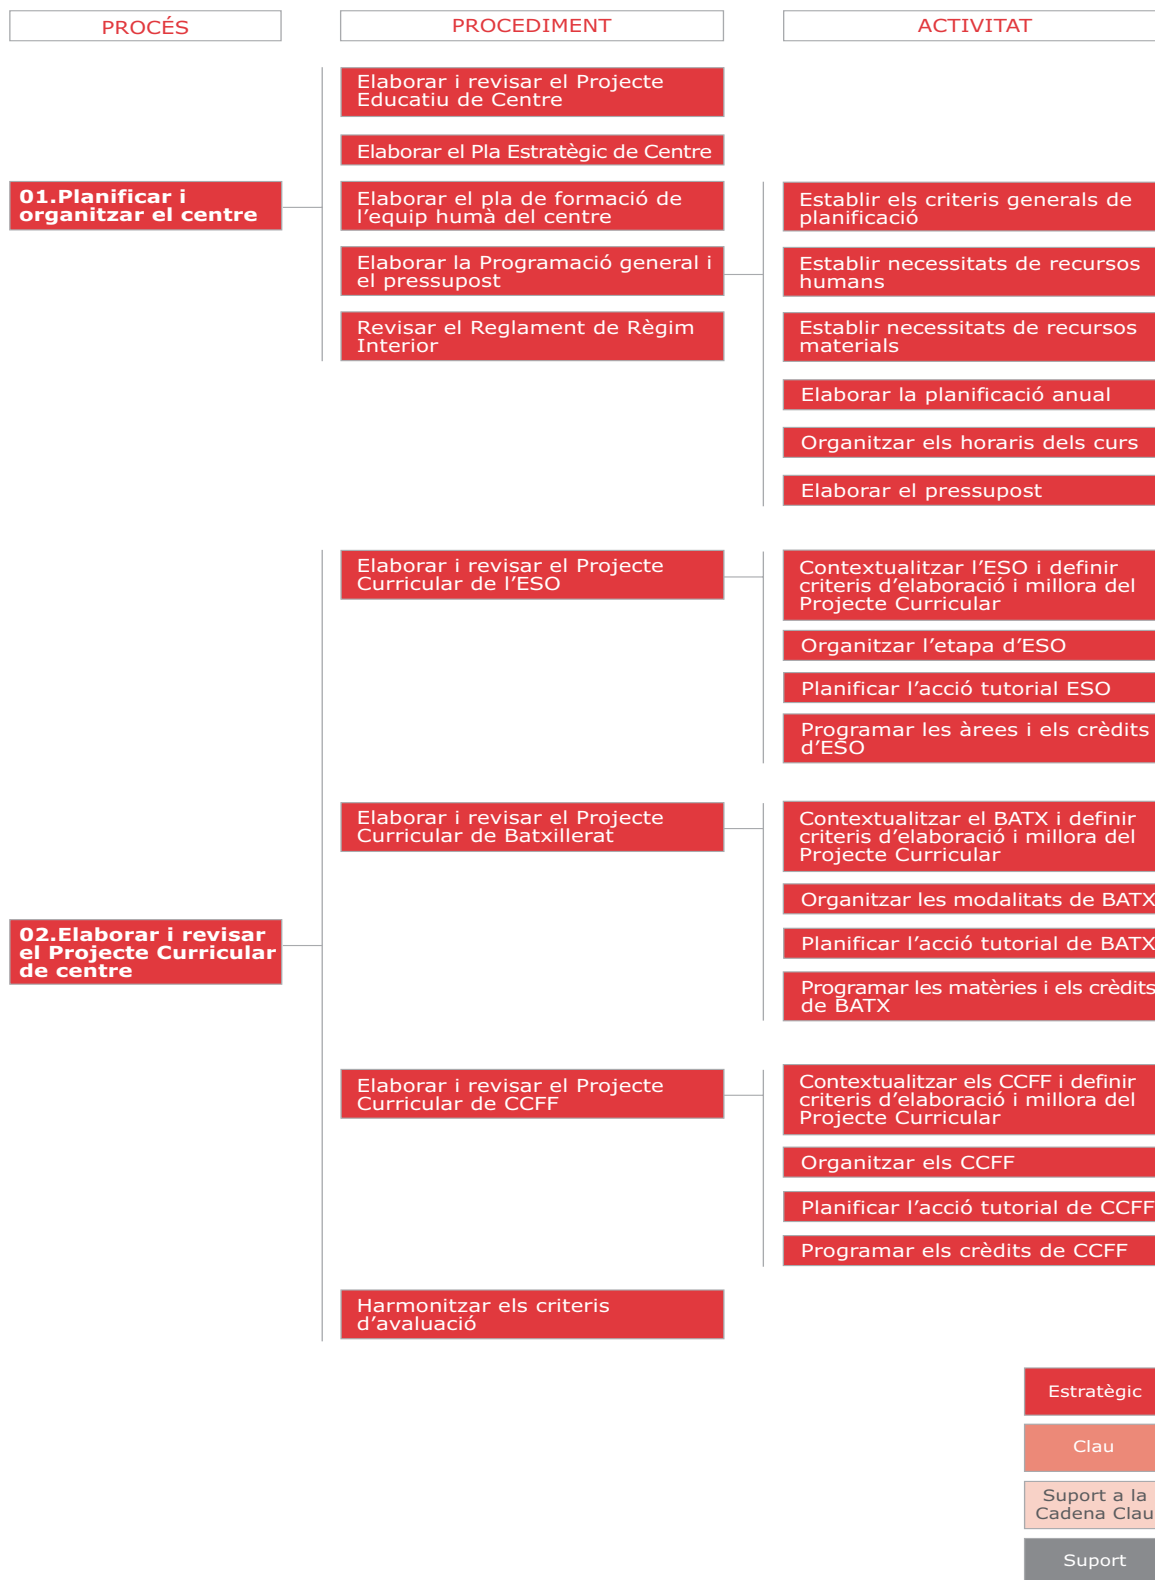 PROCÉS
PROCEDIMENT
ACTIVITAT
01.Planificar i
organitzar el centre
Elaborar i revisar el Projecte
Educatiu de Centre
Elaborar el Pla Estratègic de Centre
Elaborar el pla de formació de
l’equip humà del centre
Elaborar la Programació general i
el pressupost
Revisar el Reglament de Règim
Interior
Establir els criteris generals de
planificació
Establir necessitats de recursos
humans
Establir necessitats de recursos
materials
Elaborar la planificació anual
Organitzar els horaris dels curs
Elaborar el pressupost
02.Elaborar i revisar
el Projecte Curricular
de centre
Elaborar i revisar el Projecte
Curricular de l’ESO
Contextualitzar l’ESO i definir
criteris d’elaboració i millora del
Projecte Curricular
Organitzar l’etapa d’ESO
Planificar l’acció tutorial ESO
Programar les àrees i els crèdits
d’ESO
Elaborar i revisar el Projecte
Curricular de Batxillerat
Contextualitzar el BATX i definir
criteris d’elaboració i millora del
Projecte Curricular
Organitzar les modalitats de BATX
Planificar l’acció tutorial de BATX
Programar les matèries i els crèdits
de BATX
Elaborar i revisar el Projecte
Curricular de CCFF
Contextualitzar els CCFF i definir
criteris d’elaboració i millora del
Projecte Curricular
Organitzar els CCFF
Planificar l’acció tutorial de CCFF
Programar els crèdits de CCFF
Harmonitzar els criteris
d’avaluació
Estratègic
Clau
Suport a la
Cadena Clau
Suport